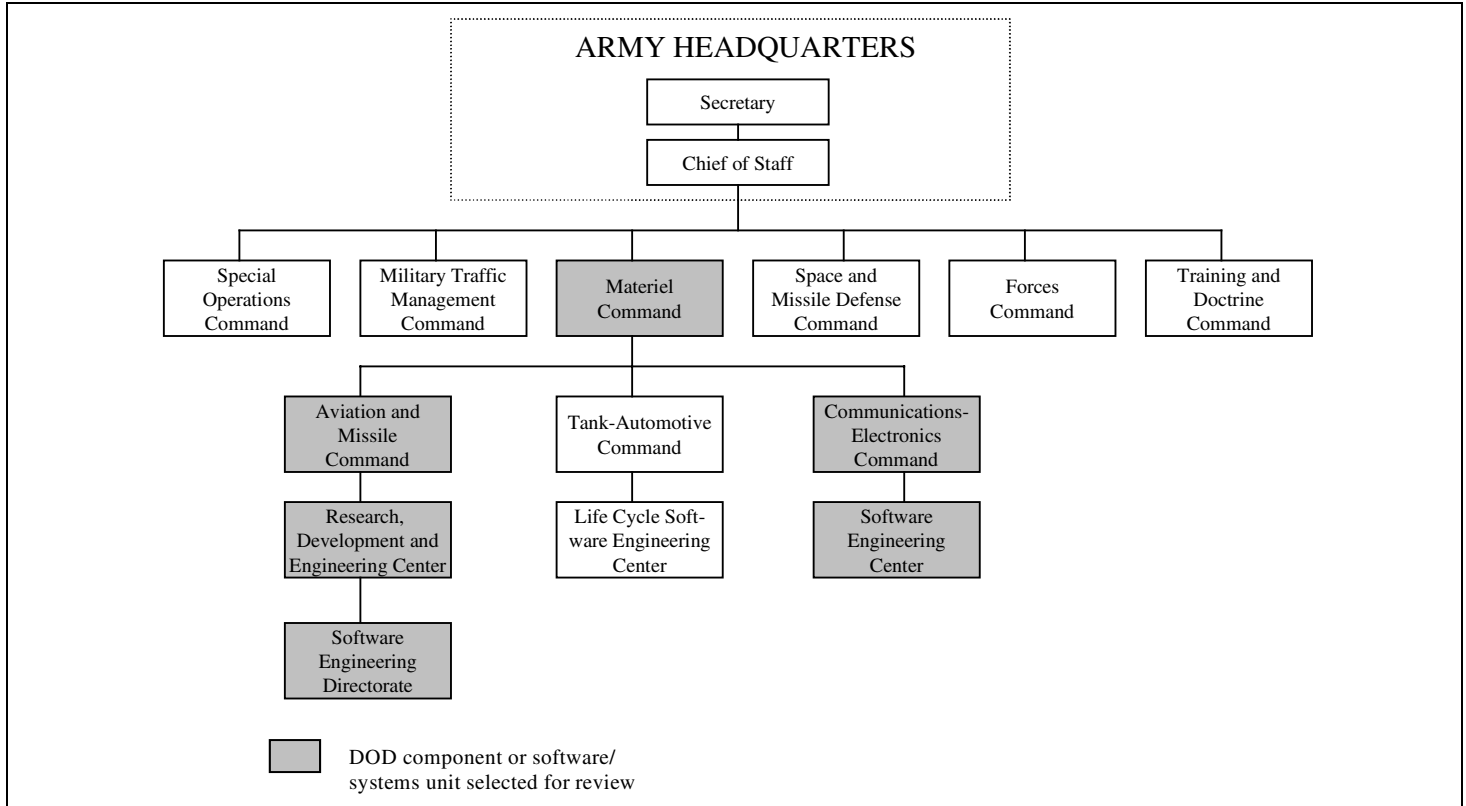 ARMY HEADQUARTERS
Secretary
Chief of Staff
Special
Operations
Command
Military Traffic
Management
Command
Materiel
Command
Space and
Missile Defense
Command
Forces
Command
Training and
Doctrine
Command
Aviation and
Missile
Command
Tank-Automotive
Command
Communications-
Electronics
Command
Research,
Development and
Engineering Center
Life Cycle Soft-
ware Engineering
Center
Software
Engineering
Center
Software
Engineering
Directorate
DOD component or software/
systems unit selected for review